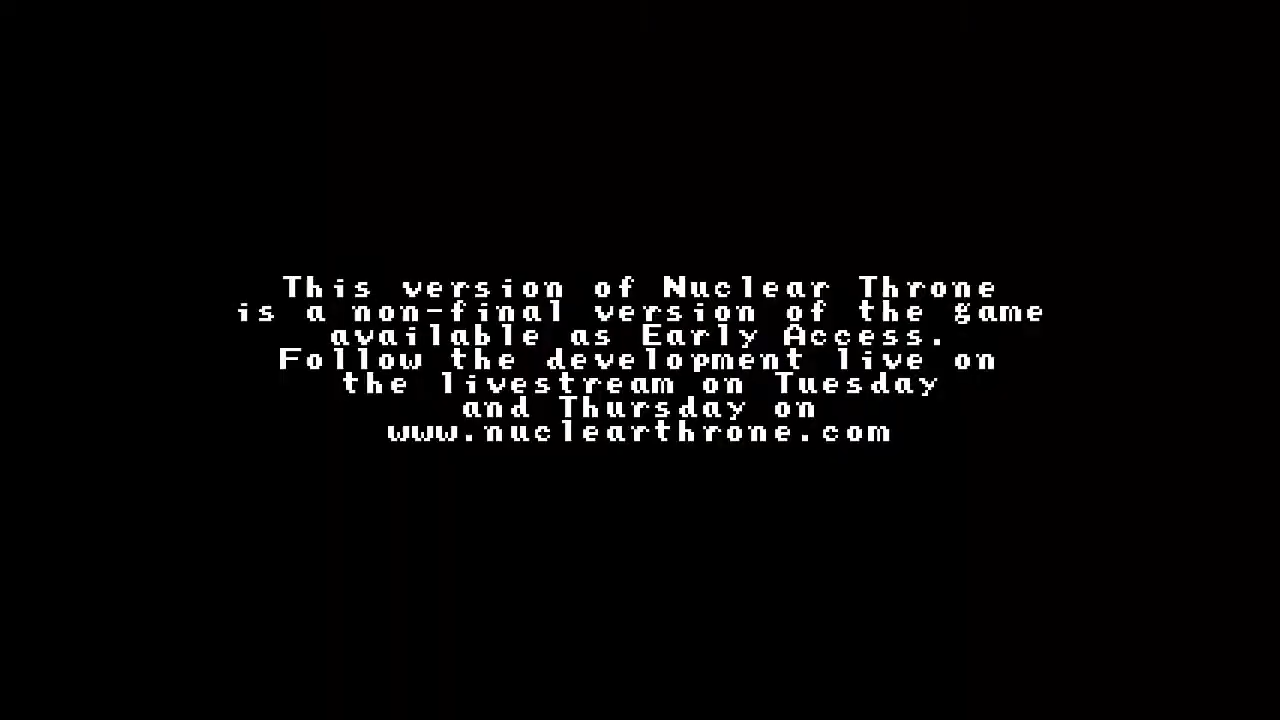 This version of Nuclear Throne
is a non-final version of the game
available as Early Access.
Follow the development live on
the livestream on Tuesday
and Thursday on
www.nuclearthrone.com